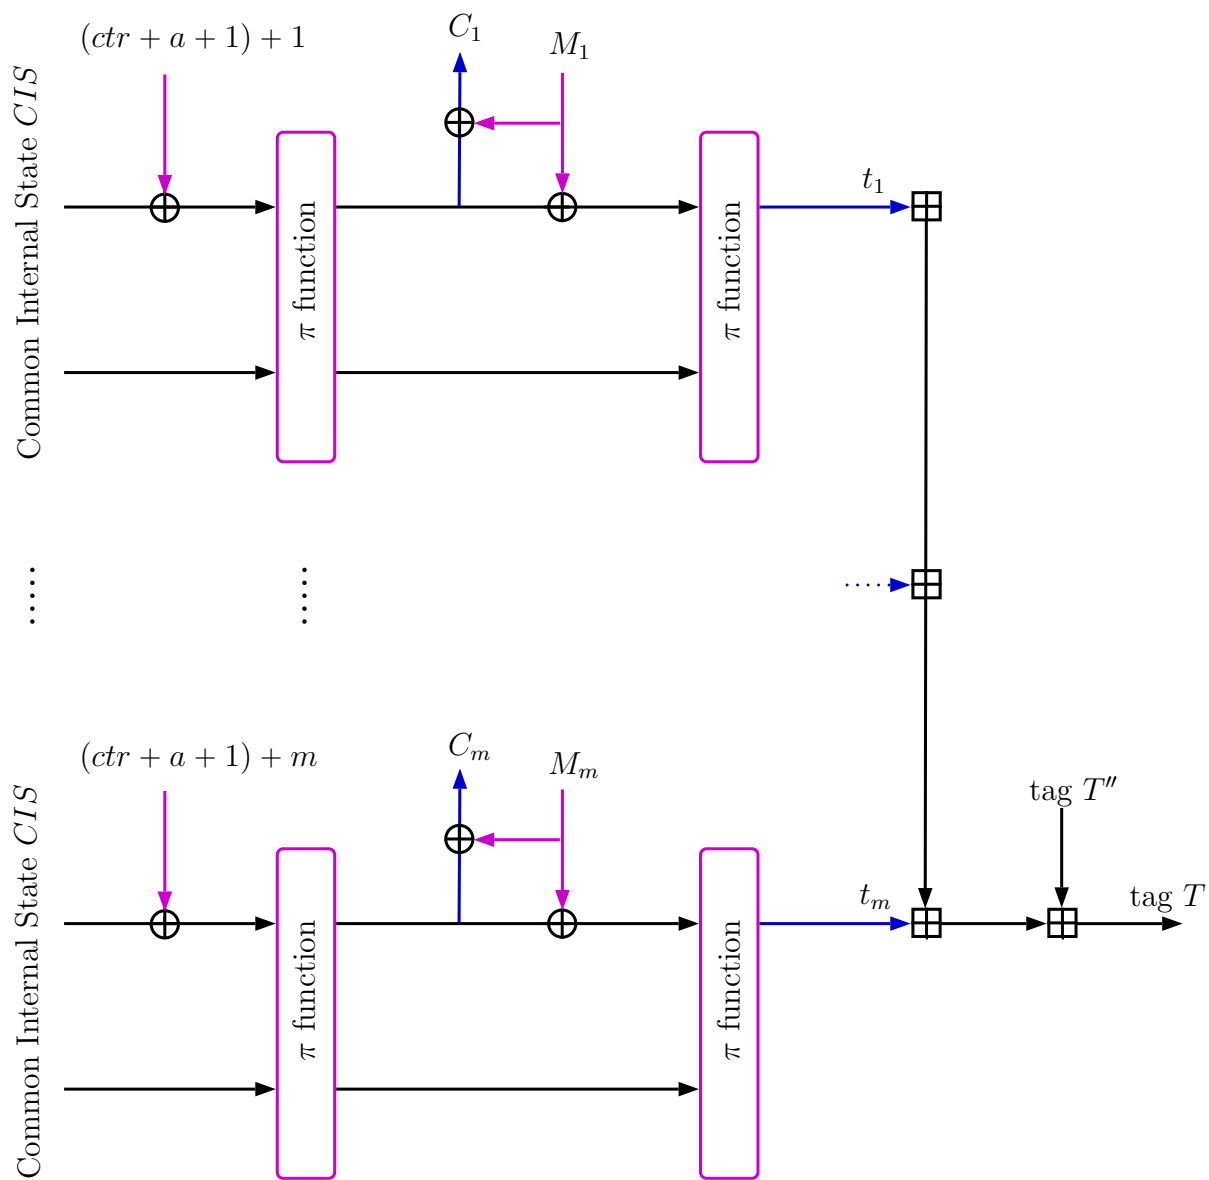 (ctr + a + 1) + 1
C₁
M₁
Common Internal State CIS
π function
π function
t₁
.....
.....
(ctr + a + 1) + m
Cₘ
Mₘ
Common Internal State CIS
π function
π function
tₘ
tag T″
tag T